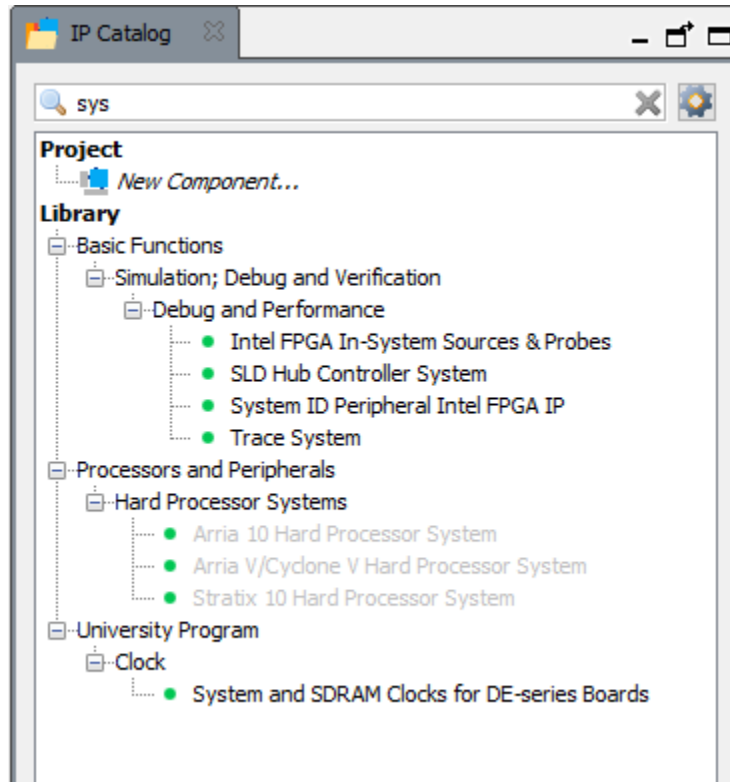 IP Catalog
sys
Project
New Component...
Library
Basic Functions
Simulation; Debug and Verification
Debug and Performance
Intel FPGA In-System Sources & Probes
SLD Hub Controller System
System ID Peripheral Intel FPGA IP
Trace System
Processors and Peripherals
Hard Processor Systems
Arria 10 Hard Processor System
Arria V/Cyclone V Hard Processor System
Stratix 10 Hard Processor System
University Program
Clock
System and SDRAM Clocks for DE-series Boards